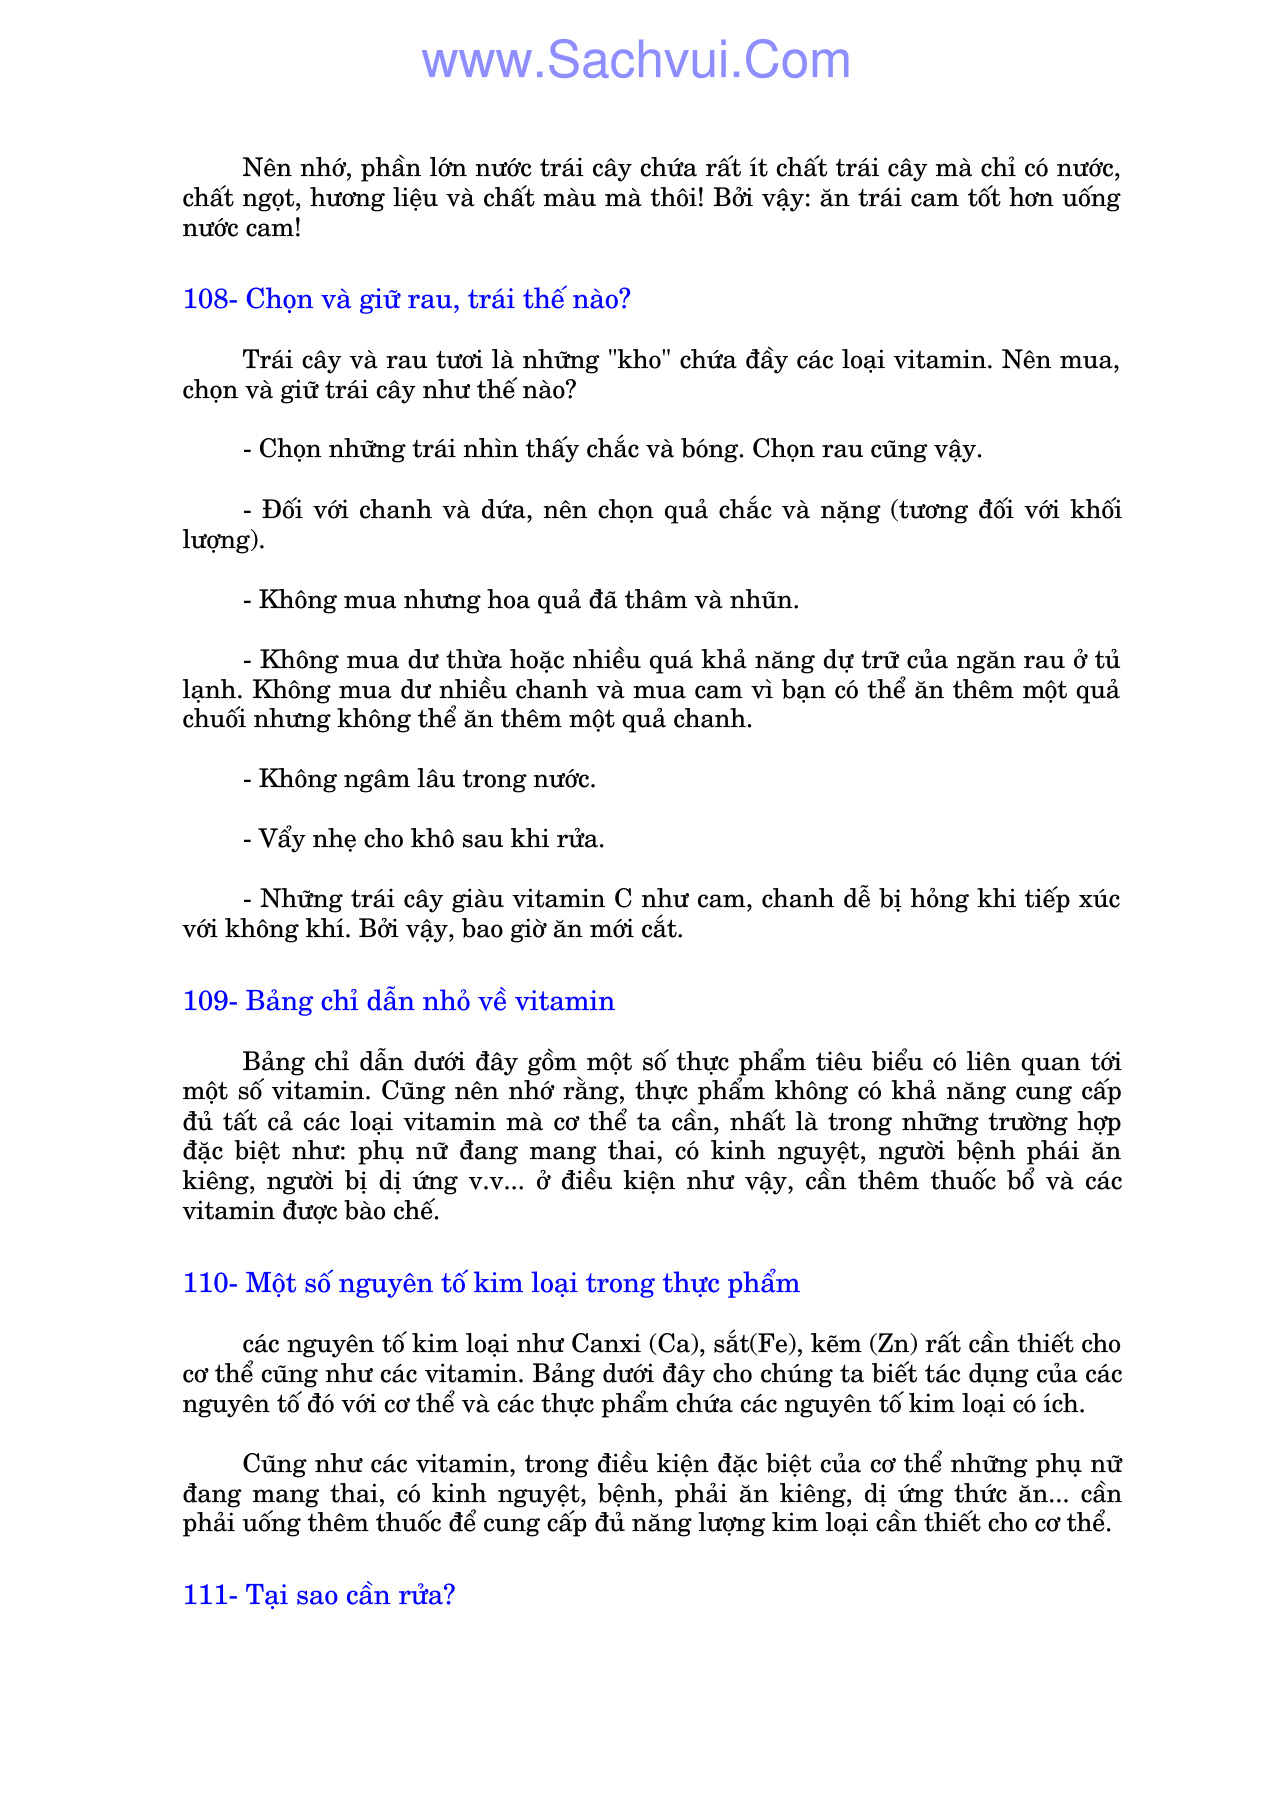 www.Sachvui.Com
Nên nhớ, phần lớn nước trái cây chứa rất ít chất trái cây mà chỉ có nước,
chất ngọt, hương liệu và chất màu mà thôi! Bởi vậy: ăn trái cam tốt hơn uống
nước cam!
108- Chọn và giữ rau, trái thế nào?
Trái cây và rau tươi là những "kho" chứa đầy các loại vitamin. Nên mua,
chọn và giữ trái cây như thế nào?
- Chọn những trái nhìn thấy chắc và bóng. Chọn rau cũng vậy.
- Đối với chanh và dứa, nên chọn quả chắc và nặng (tương đối với khối
lượng).
- Không mua nhưng hoa quả đã thâm và nhũn.
- Không mua dư thừa hoặc nhiều quá khả năng dự trữ của ngăn rau ở tủ
lạnh. Không mua dư nhiều chanh và mua cam vì bạn có thể ăn thêm một quả
chuối nhưng không thể ăn thêm một quả chanh.
- Không ngâm lâu trong nước.
- Vẩy nhẹ cho khô sau khi rửa.
- Những trái cây giàu vitamin C như cam, chanh dễ bị hỏng khi tiếp xúc
với không khí. Bởi vậy, bao giờ ăn mới cắt.
109- Bảng chỉ dẫn nhỏ về vitamin
Bảng chỉ dẫn dưới đây gồm một số thực phẩm tiêu biểu có liên quan tới
một số vitamin. Cũng nên nhớ rằng, thực phẩm không có khả năng cung cấp
đủ tất cả các loại vitamin mà cơ thể ta cần, nhất là trong những trường hợp
đặc biệt như: phụ nữ đang mang thai, có kinh nguyệt, người bệnh phái ăn
kiêng, người bị dị ứng v.v... ở điều kiện như vậy, cần thêm thuốc bổ và các
vitamin được bào chế.
110- Một số nguyên tố kim loại trong thực phẩm
các nguyên tố kim loại như Canxi (Ca), sắt(Fe), kẽm (Zn) rất cần thiết cho
cơ thể cũng như các vitamin. Bảng dưới đây cho chúng ta biết tác dụng của các
nguyên tố đó với cơ thể và các thực phẩm chứa các nguyên tố kim loại có ích.
Cũng như các vitamin, trong điều kiện đặc biệt của cơ thể những phụ nữ
đang mang thai, có kinh nguyệt, bệnh, phải ăn kiêng, dị ứng thức ăn... cần
phải uống thêm thuốc để cung cấp đủ năng lượng kim loại cần thiết cho cơ thể.
111- Tại sao cần rửa?